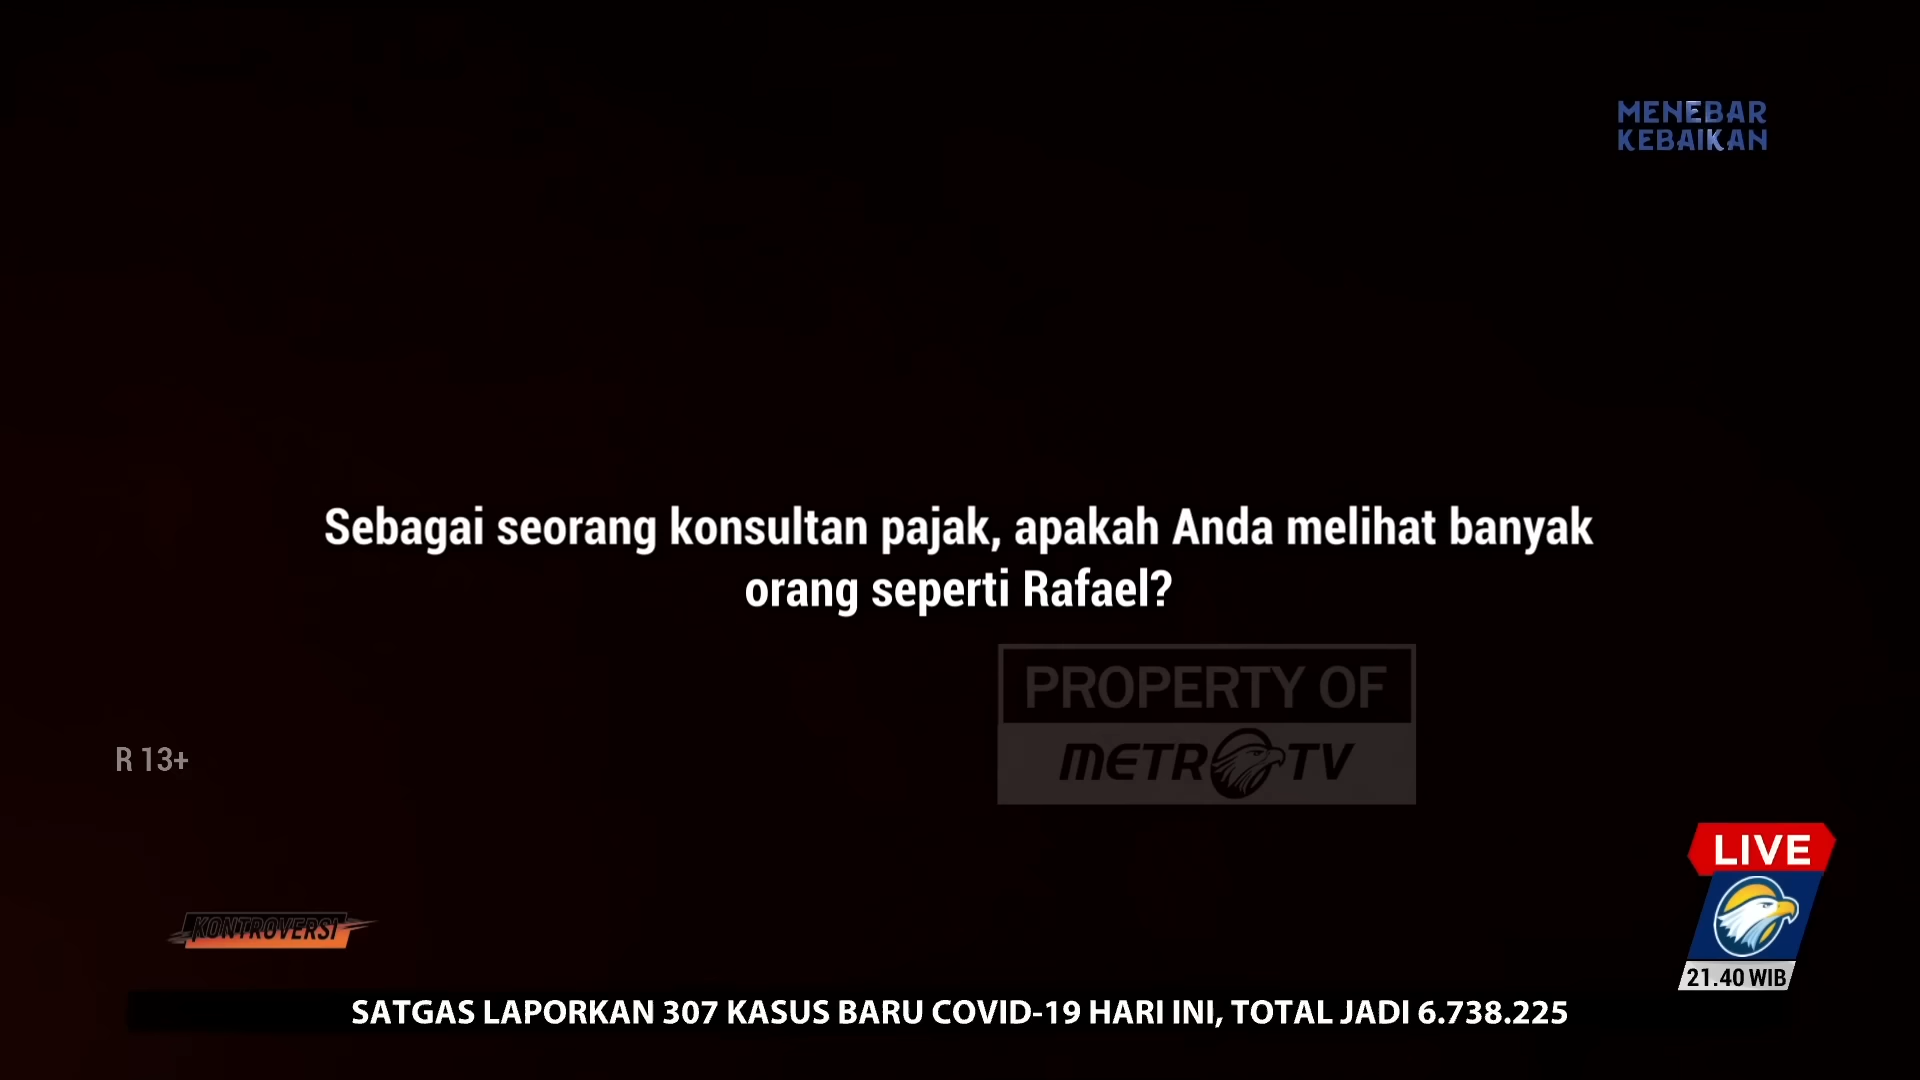 MENEBAR
KEBAIKAN
Sebagai seorang konsultan pajak, apakah Anda melihat banyak
orang seperti Rafael?
PROPERTY OF
METRO TV
R 13+
LIVE
KONTROVERSI
21.40 WIB
SATGAS LAPORKAN 307 KASUS BARU COVID-19 HARI INI, TOTAL JADI 6.738.225